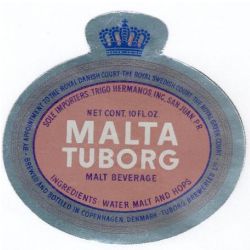 BY APPOINTMENT TO THE ROYAL DANISH COURT · THE ROYAL SWEDISH COURT · THE ROYAL GREEK COURT
SOLE IMPORTERS: TRIGO HERMANOS INC. SAN JUAN, P.R.
NET CONT. 10 FL. OZ
MALTA
TUBORG
MALT BEVERAGE
INGREDIENTS: WATER, MALT AND HOPS
BREWED AND BOTTLED IN COPENHAGEN, DENMARK · TUBORG BREWERIES LTD